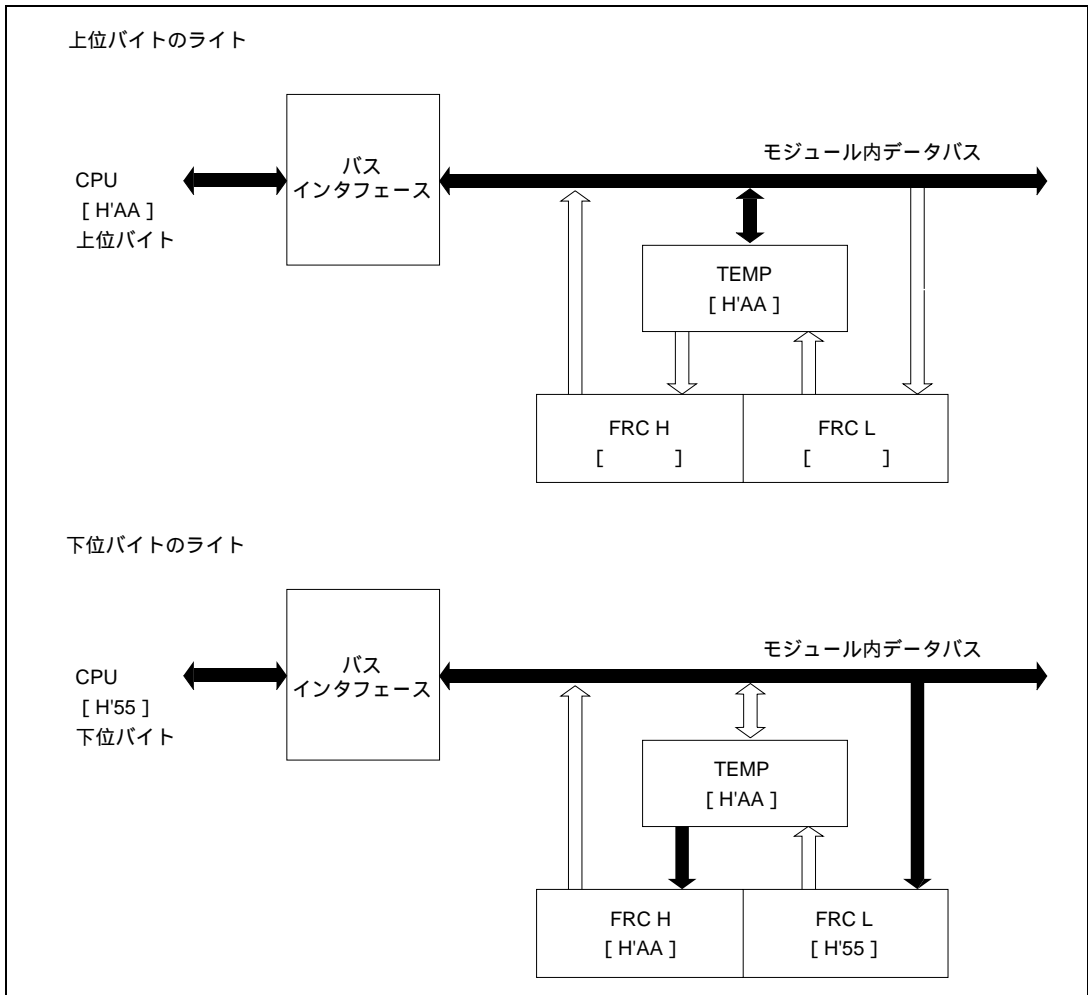 上位バイトのライト
モジュール内データバス
バス
インタフェース
CPU
[ H'AA ]
上位バイト
TEMP
[ H'AA ]
FRC H
[ ]
FRC L
[ ]
下位バイトのライト
モジュール内データバス
バス
インタフェース
CPU
[ H'55 ]
下位バイト
TEMP
[ H'AA ]
FRC H
[ H'AA ]
FRC L
[ H'55 ]